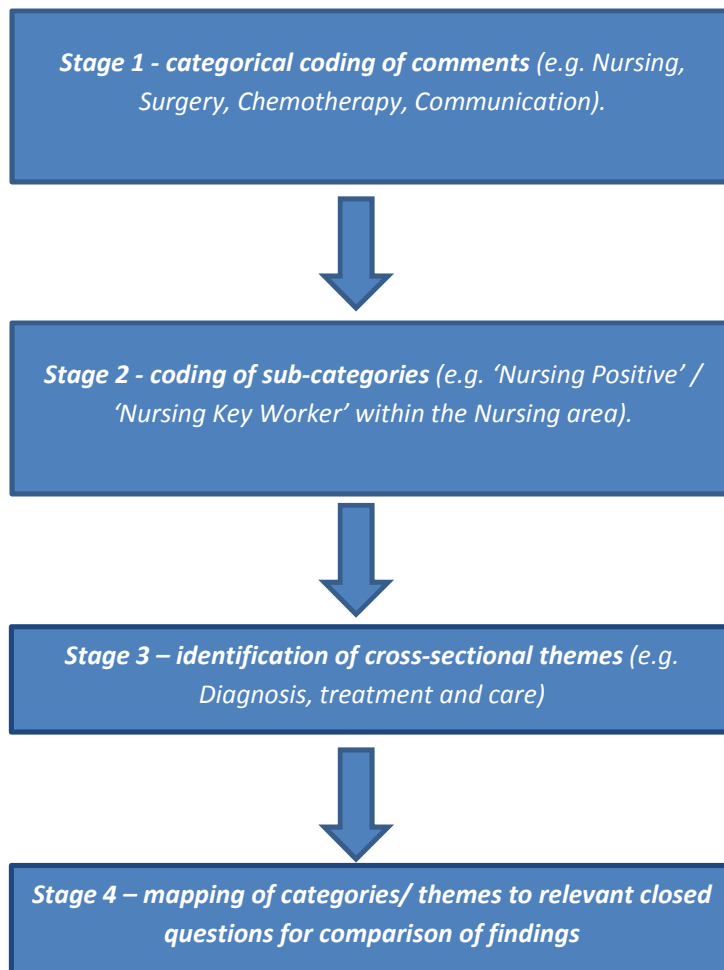 Stage 1 - categorical coding of comments (e.g. Nursing,
Surgery, Chemotherapy, Communication).
Stage 2 - coding of sub-categories (e.g. ‘Nursing Positive’ /
‘Nursing Key Worker’ within the Nursing area).
Stage 3 – identification of cross-sectional themes (e.g.
Diagnosis, treatment and care)
Stage 4 – mapping of categories/ themes to relevant closed
questions for comparison of findings